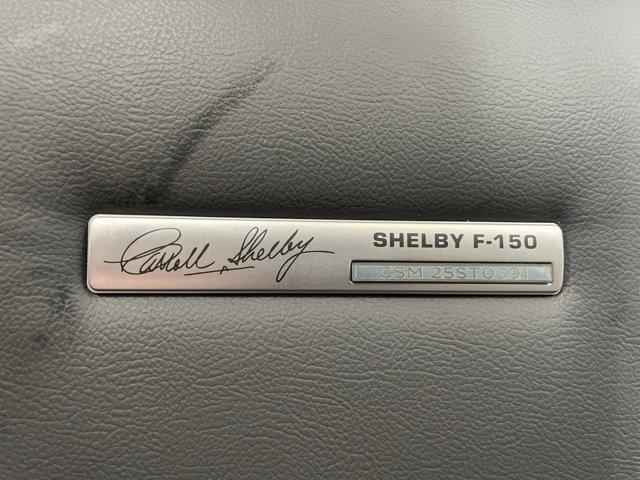 Carroll Shelby
SHELBY F-150
CSM 25ST0391